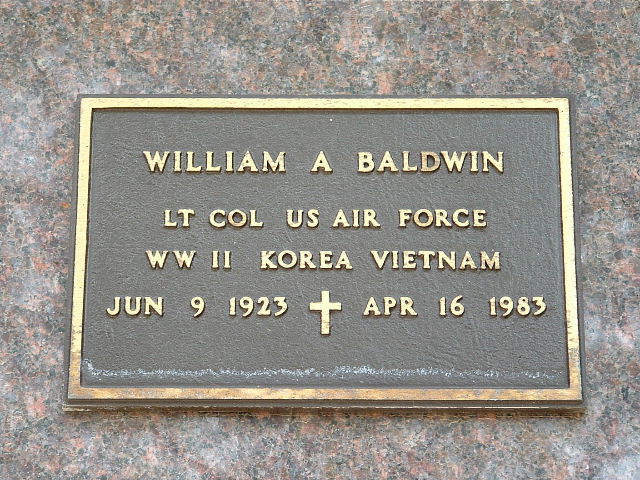 WILLIAM A BALDWIN
LT COL US AIR FORCE
WW II KOREA VIETNAM
JUN 9 1923 APR 16 1983